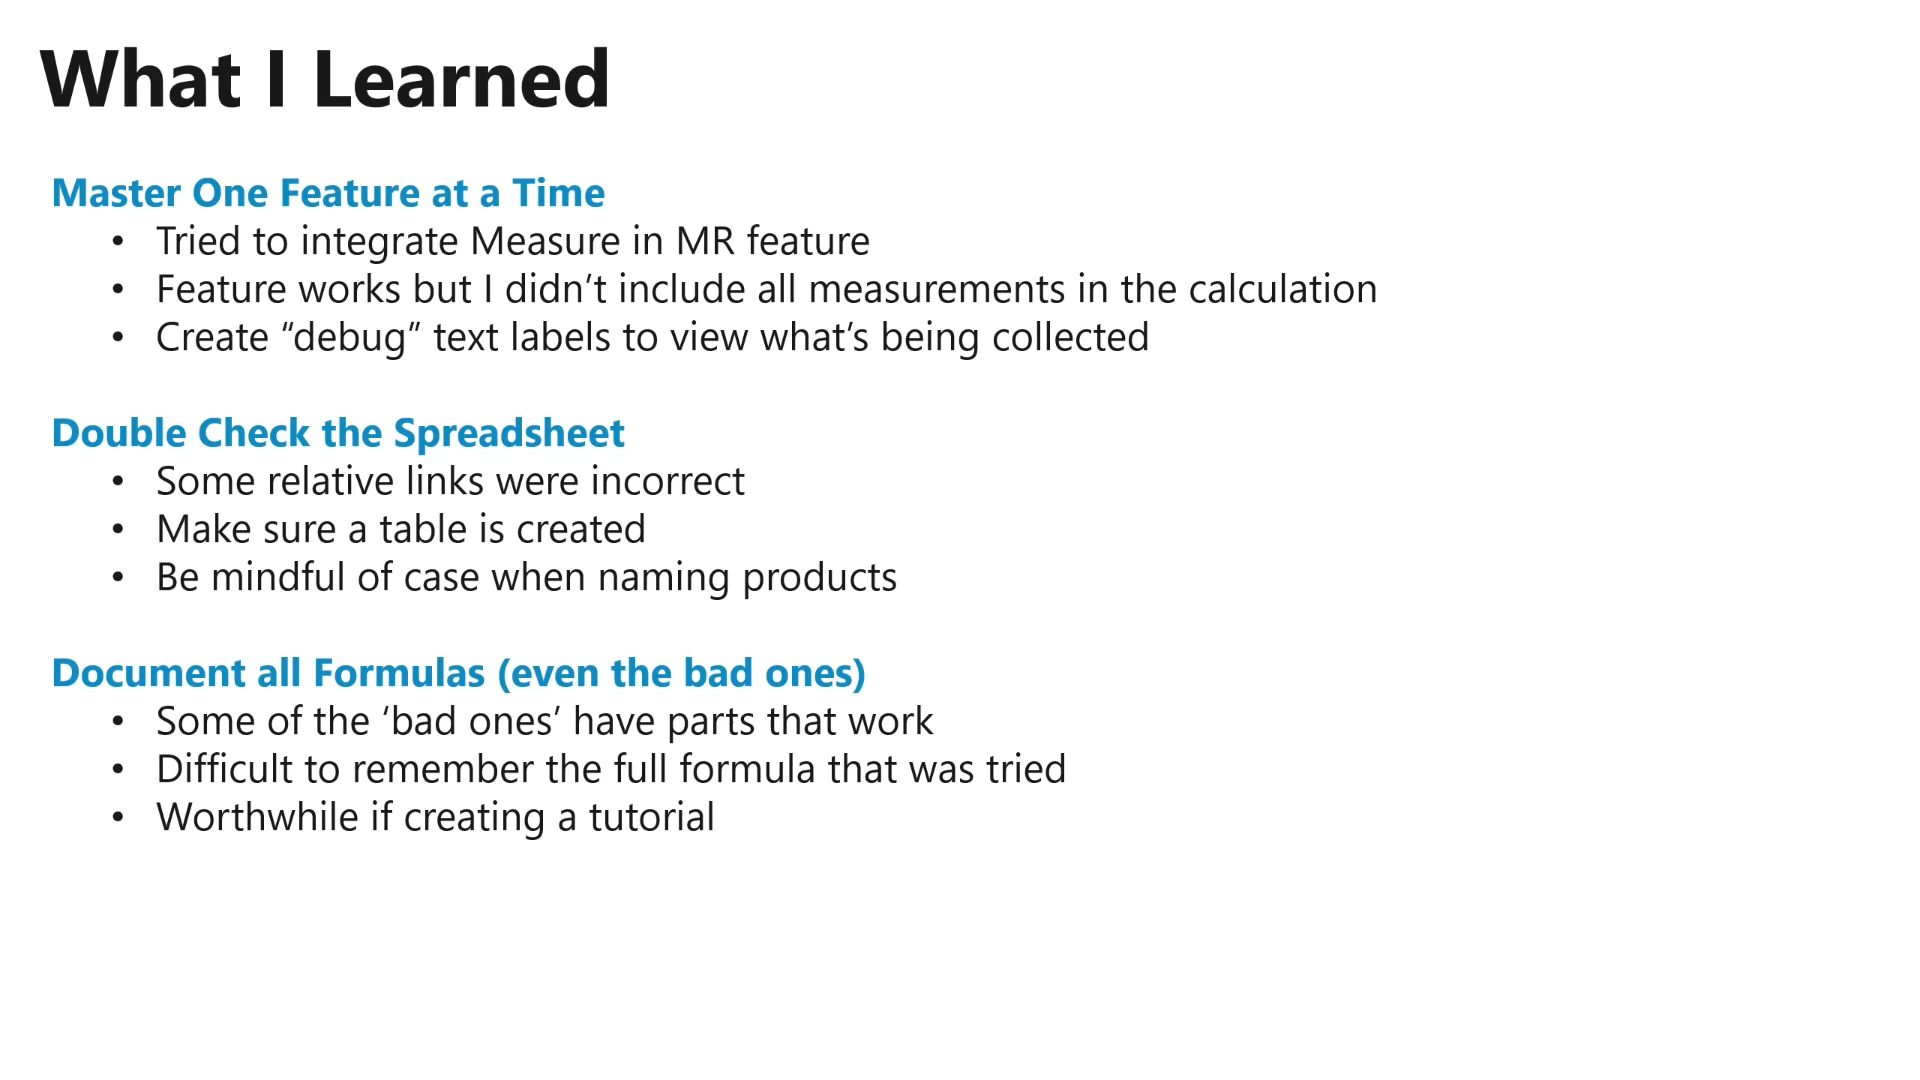 What I Learned
Master One Feature at a Time
• Tried to integrate Measure in MR feature
• Feature works but I didn’t include all measurements in the calculation
• Create “debug” text labels to view what’s being collected
Double Check the Spreadsheet
• Some relative links were incorrect
• Make sure a table is created
• Be mindful of case when naming products
Document all Formulas (even the bad ones)
• Some of the ‘bad ones’ have parts that work
• Difficult to remember the full formula that was tried
• Worthwhile if creating a tutorial